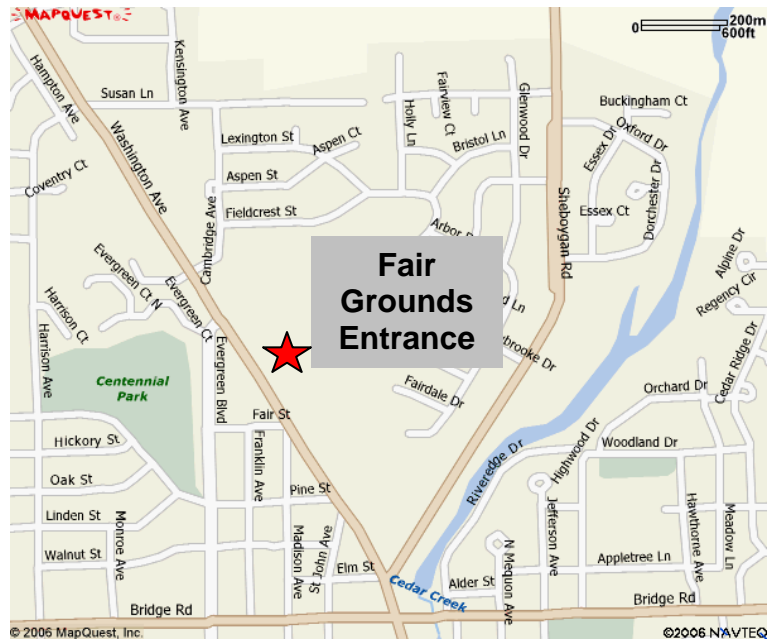 MAPQUEST
0 200m
600ft
Kensington Ave
Hampton Ave
Susan Ln
Washington Ave
Lexington St
Aspen Ct
Holly Ln
Fairview Ct
Bristol Ln
Glenwood Dr
Buckingham Ct
Essex Dr
Oxford Dr
Coventry Ct
Aspen St
Fieldcrest St
Cambridge Ave
Essex Ct
Dorchester Dr
Sheboygan Rd
Arbor
Fair
Grounds
Entrance
Evergreen Ct N
Evergreen Ct
Alpine Dr
Regency Cir
Harrison Ct
Harrison Ave
Centennial
Park
Evergreen Blvd
Ln
brooke Dr
Fairdale Dr
Cedar Ridge Dr
Orchard Dr
Fair St
Hickory St
Franklin Ave
Riveredge Dr
Highwood Dr
Woodland Dr
Oak St
Pine St
Linden St
Monroe Ave
Madison Ave
St John Ave
Jefferson Ave
Hawthorne Ave
Meadow Ln
Walnut St
Elm St
N Mequon Ave
Appletree Ln
Cedar Creek
Alder St
Bridge Rd
Bridge Rd
© 2006 MapQuest, Inc.
©2006 NAVTEQ